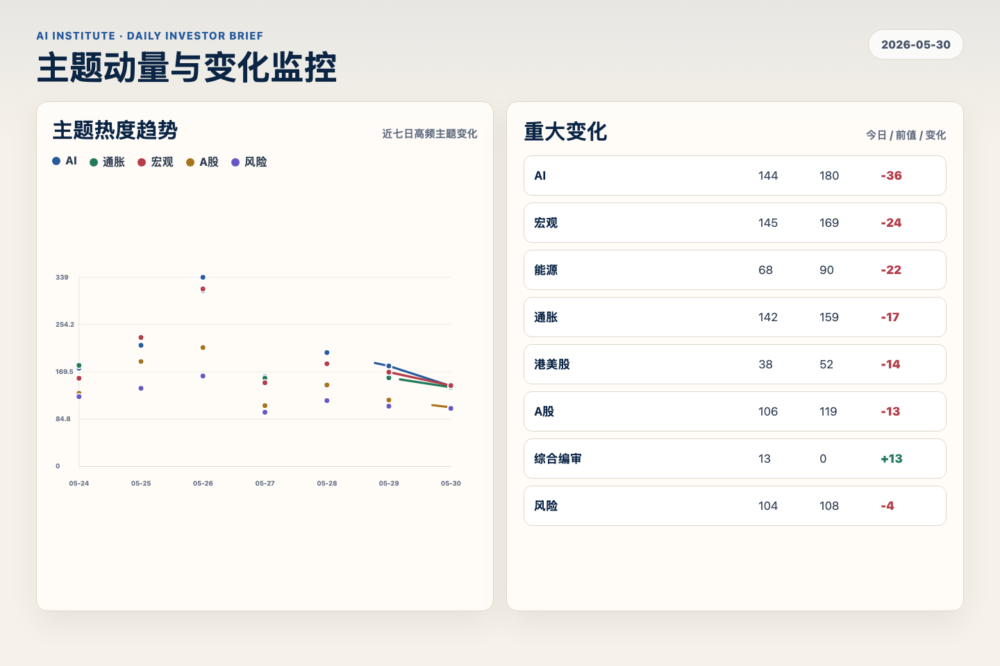 AI INSTITUTE · DAILY INVESTOR BRIEF
主题动量与变化监控
2026-05-30
主题热度趋势
近七日高频主题变化
AI 通胀 宏观 A股 风险
339
254.2
169.5
84.8
0
05-24 05-25 05-26 05-27 05-28 05-29 05-30
重大变化
今日 / 前值 / 变化
AI 144 180 -36
宏观 145 169 -24
能源 68 90 -22
通胀 142 159 -17
港美股 38 52 -14
A股 106 119 -13
综合编审 13 0 +13
风险 104 108 -4